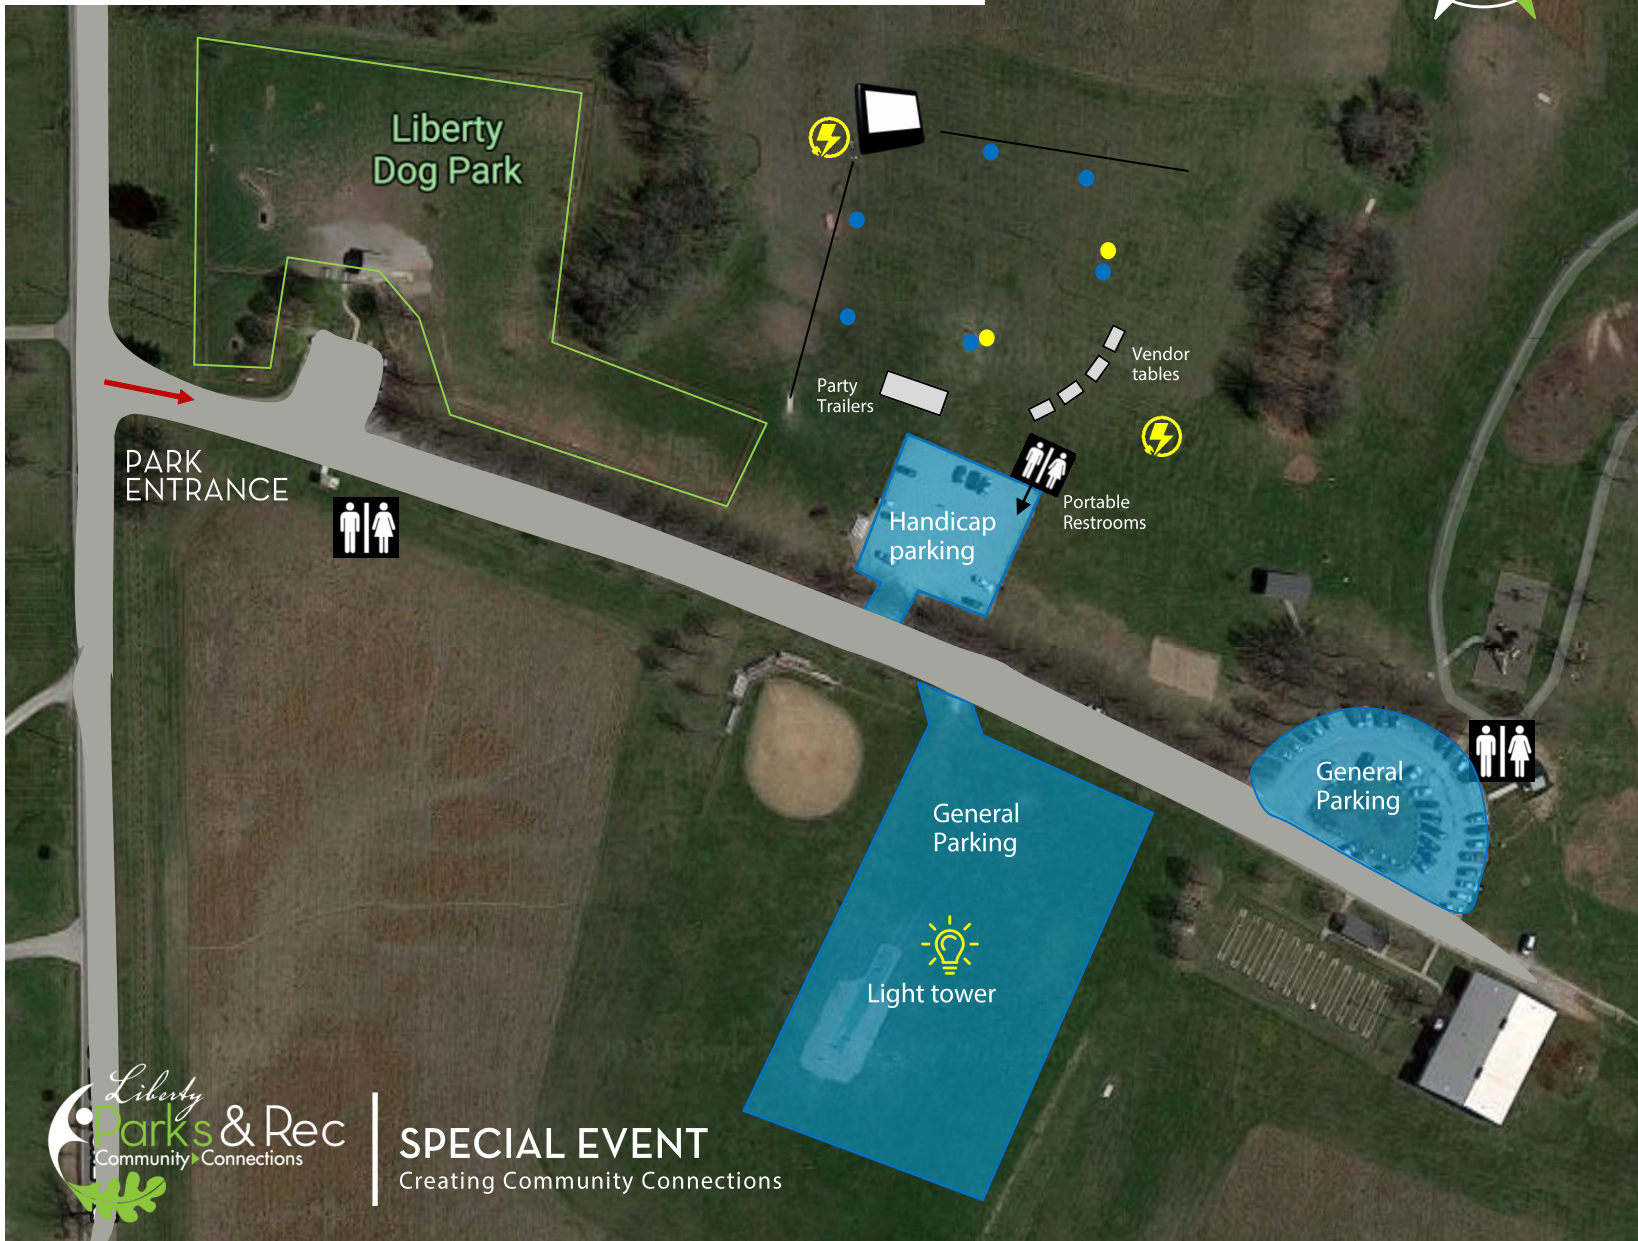 Liberty
Dog Park
PARK
ENTRANCE
Party
Trailers
Vendor
tables
Portable
Restrooms
Handicap
parking
General
Parking
General
Parking
Light tower
Liberty
Parks & Rec
Community Connections
SPECIAL EVENT
Creating Community Connections